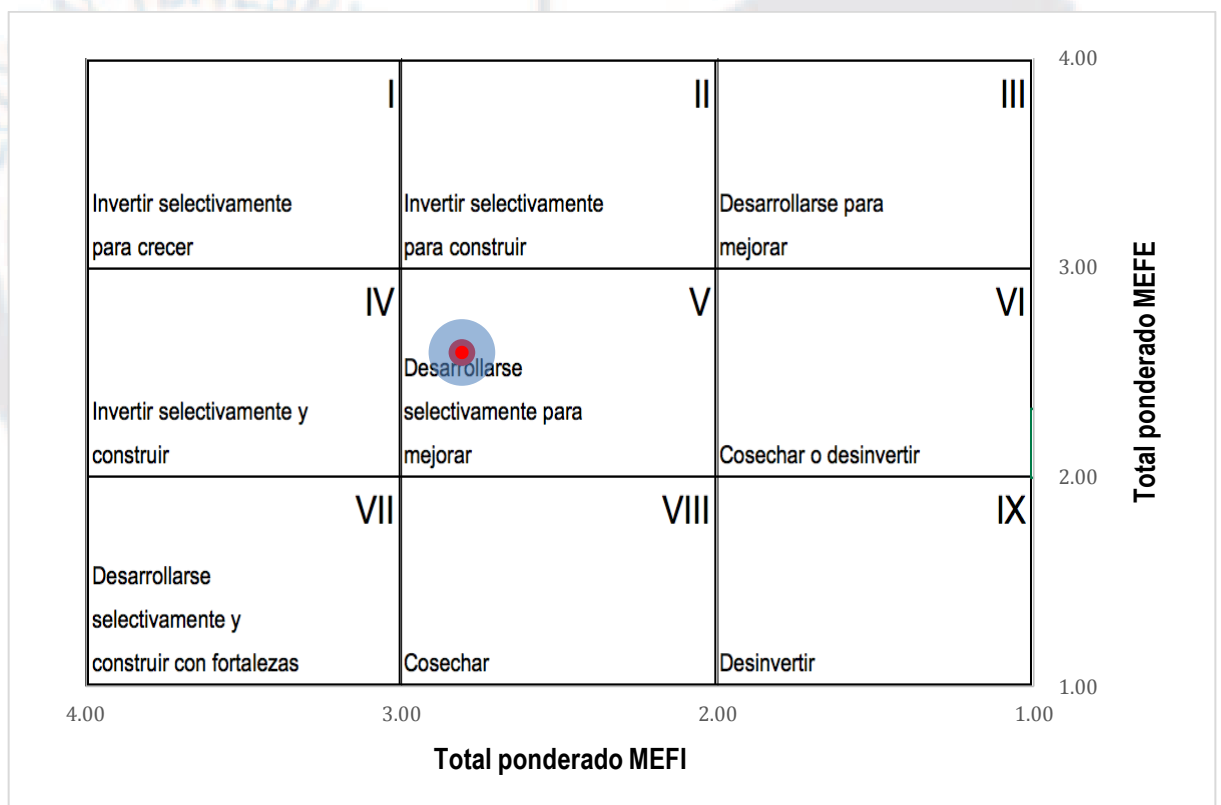 4.00
I
II
III
Invertir selectivamente
para crecer
Invertir selectivamente
para construir
Desarrollarse para
mejorar
3.00
IV
V
VI
Invertir selectivamente y
construir
Desarrollarse
selectivamente para
mejorar
Cosechar o desinvertir
2.00
VII
VIII
IX
Desarrollarse
selectivamente y
construir con fortalezas
Cosechar
Desinvertir
1.00
4.00
3.00
2.00
1.00
Total ponderado MEFI
Total ponderado MEFE